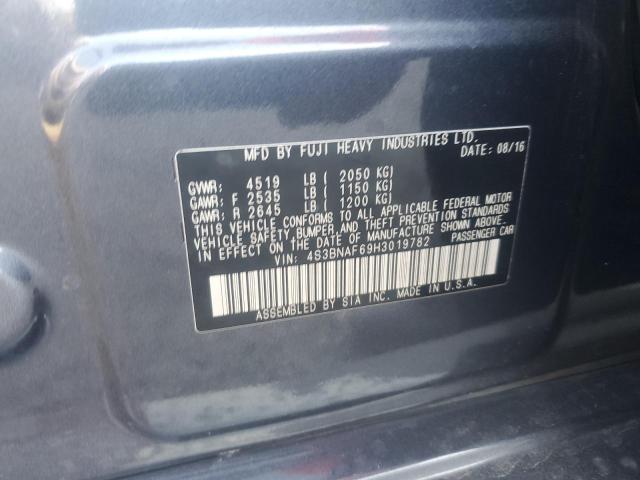 MFD BY FUJI HEAVY INDUSTRIES LTD.
DATE: 08/16
GVWR: 4519 LB ( 2050 KG)
GAWR: F 2535 LB ( 1150 KG)
GAWR: R 2645 LB ( 1200 KG)
THIS VEHICLE CONFORMS TO ALL APPLICABLE FEDERAL MOTOR
VEHICLE SAFETY, BUMPER, AND THEFT PREVENTION STANDARDS
IN EFFECT ON THE DATE OF MANUFACTURE SHOWN ABOVE.
VIN: 4S3BNAF69H3019782 PASSENGER CAR
ASSEMBLED BY SIA INC. MADE IN U.S.A.